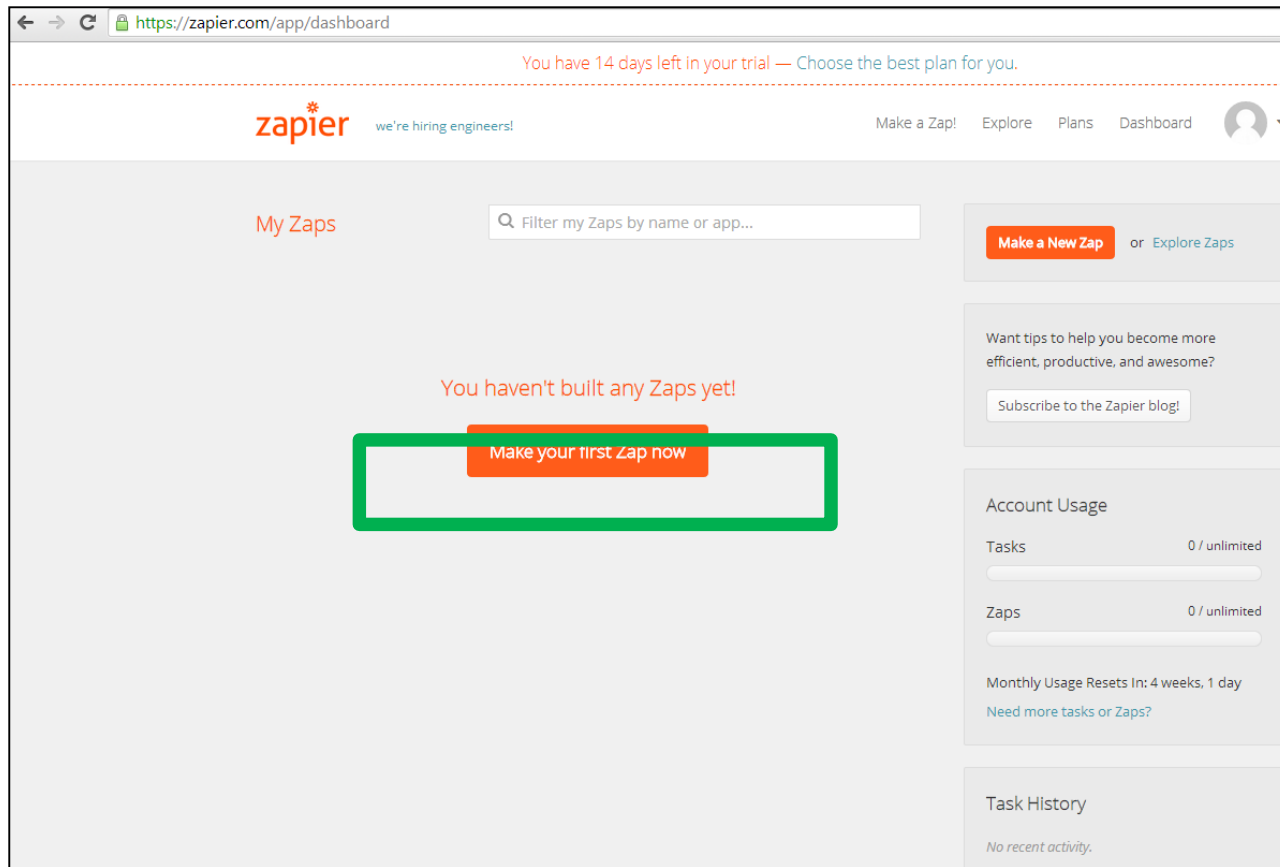 https://zapier.com/app/dashboard
You have 14 days left in your trial — Choose the best plan for you.
zapier
we're hiring engineers!
Make a Zap!
Explore
Plans
Dashboard
My Zaps
Filter my Zaps by name or app...
You haven't built any Zaps yet!
Make your first Zap now
Make a New Zap or Explore Zaps
Want tips to help you become more
efficient, productive, and awesome?
Subscribe to the Zapier blog!
Account Usage
Tasks 0 / unlimited
Zaps 0 / unlimited
Monthly Usage Resets In: 4 weeks, 1 day
Need more tasks or Zaps?
Task History
No recent activity.